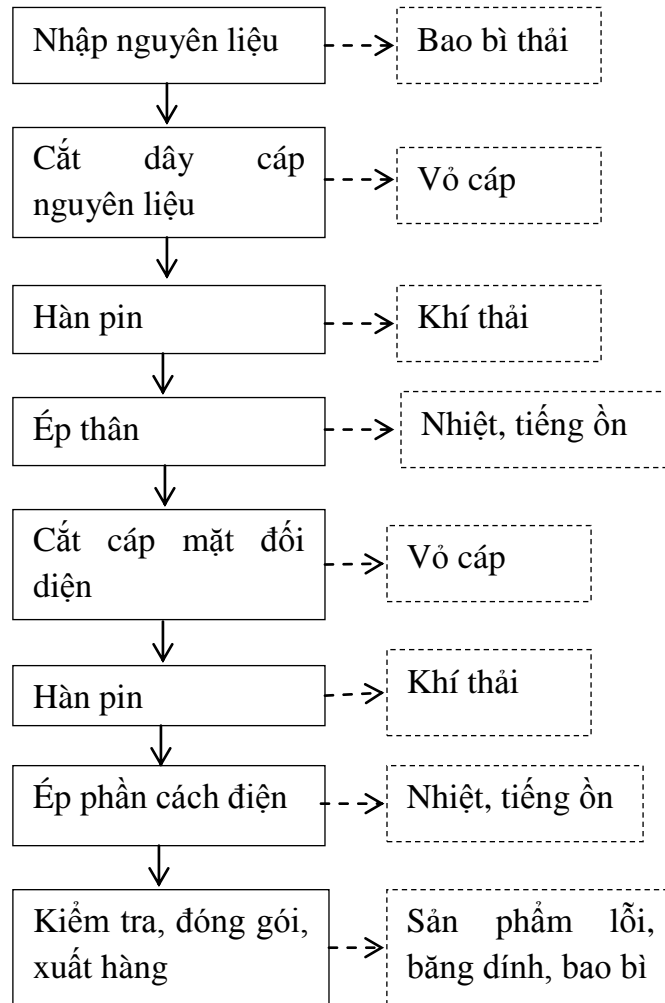 Nhập nguyên liệu
Bao bì thải
Cắt dây cáp
nguyên liệu
Vỏ cáp
Hàn pin
Khí thải
Ép thân
Nhiệt, tiếng ồn
Cắt cáp mặt đối
diện
Vỏ cáp
Hàn pin
Khí thải
Ép phần cách điện
Nhiệt, tiếng ồn
Kiểm tra, đóng gói,
xuất hàng
Sản phẩm lỗi,
băng dính, bao bì